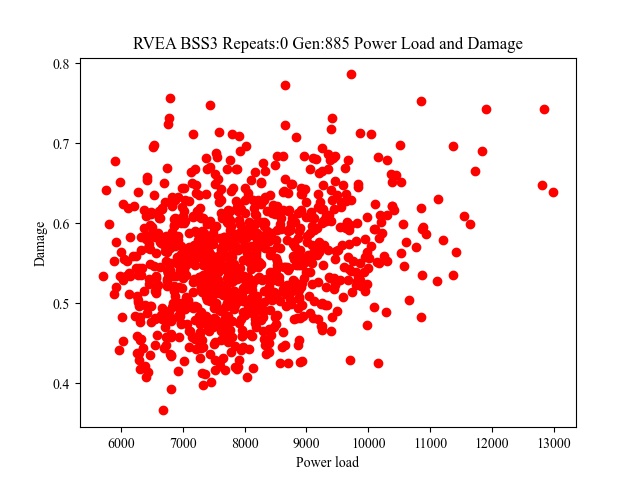 RVEA BSS3 Repeats:0 Gen:885 Power Load and Damage
0.8
0.7
0.6
0.5
0.4
Damage
6000 7000 8000 9000 10000 11000 12000 13000
Power load